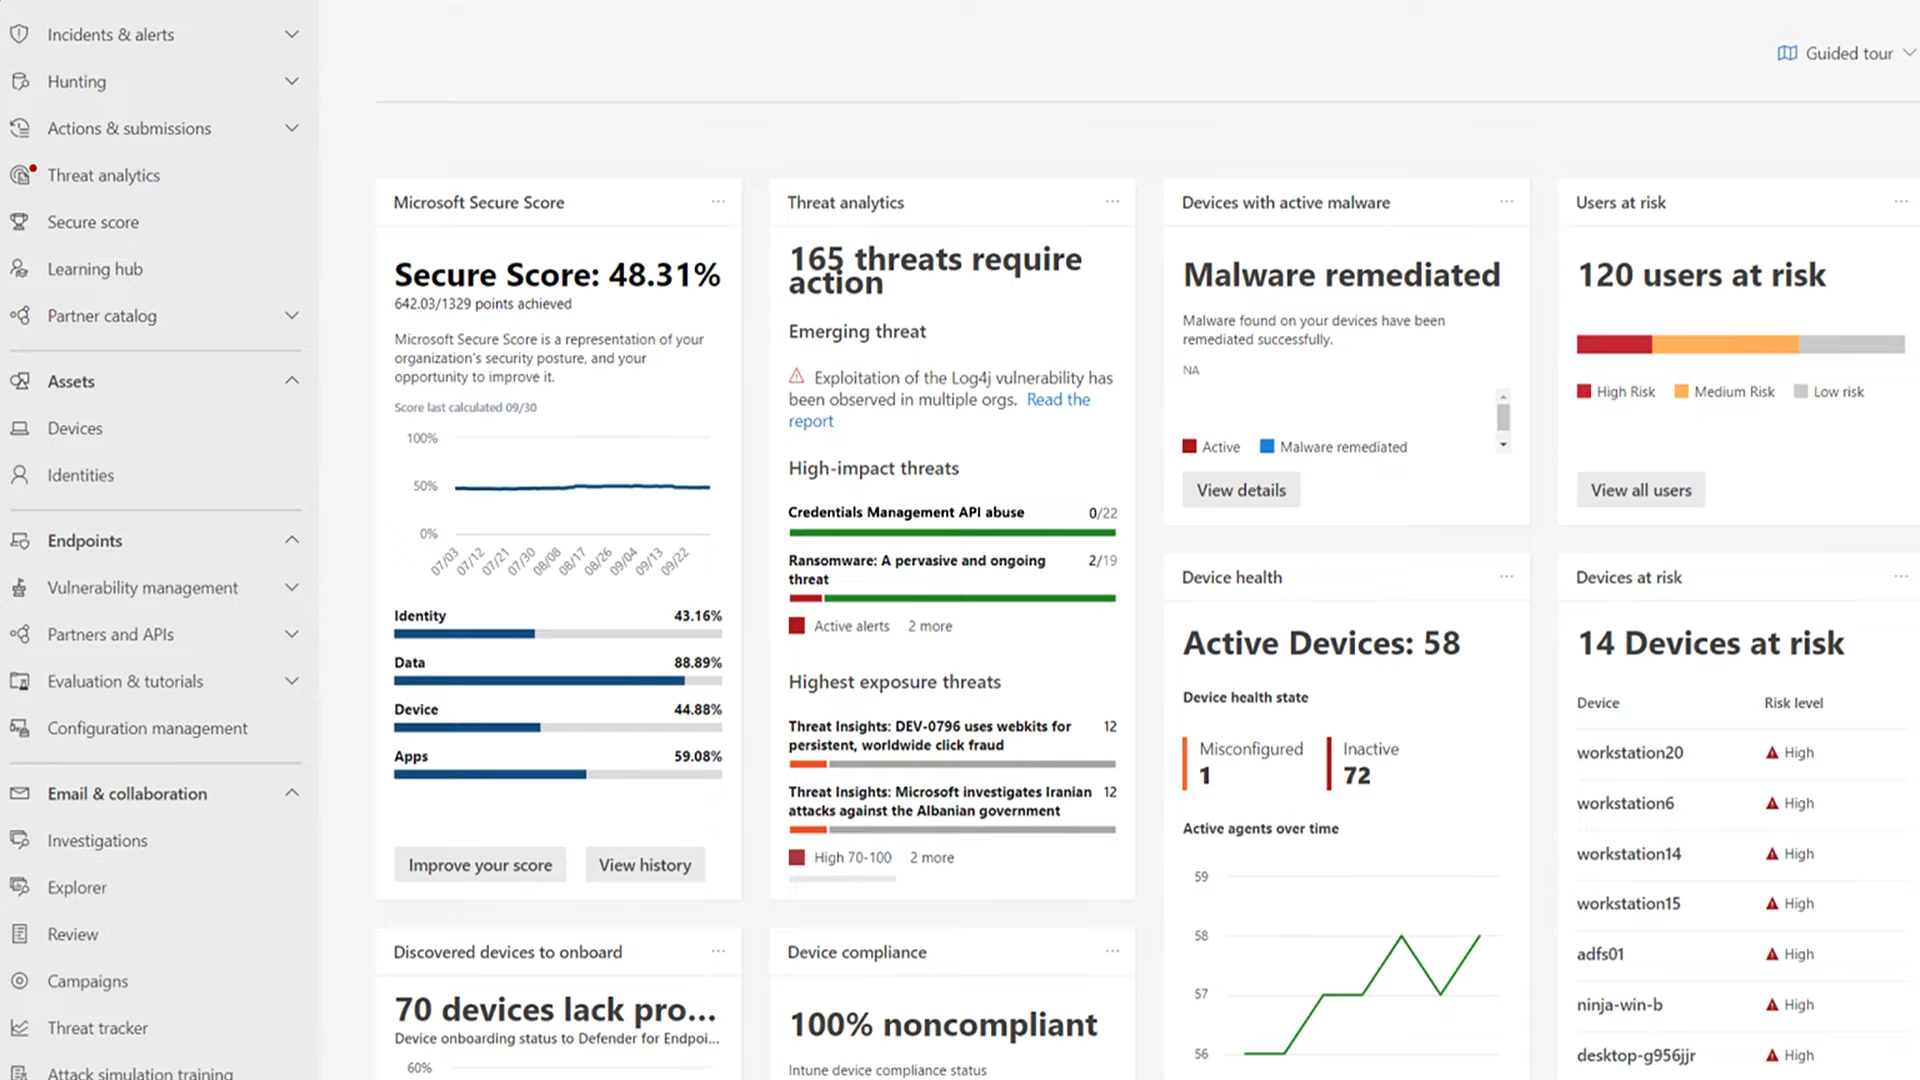 Incidents & alerts
Hunting
Actions & submissions
Threat analytics
Secure score
Learning hub
Partner catalog
Assets
Devices
Identities
Endpoints
Vulnerability management
Partners and APIs
Evaluation & tutorials
Configuration management
Email & collaboration
Investigations
Explorer
Review
Campaigns
Threat tracker
Attack simulation training
Guided tour
Microsoft Secure Score ...
Secure Score: 48.31%
642.03/1329 points achieved
Microsoft Secure Score is a representation of your
organization's security posture, and your
opportunity to improve it.
Score last calculated 09/30
100%
50%
0%
07/03 07/12 07/21 07/30 08/08 08/17 08/26 09/04 09/13 09/22
Identity 43.16%
Data 88.89%
Device 44.88%
Apps 59.08%
Improve your score View history
Threat analytics ...
165 threats require
action
Emerging threat
Exploitation of the Log4j vulnerability has
been observed in multiple orgs. Read the
report
High-impact threats
Credentials Management API abuse 0/22
Ransomware: A pervasive and ongoing 2/19
threat
Active alerts 2 more
Highest exposure threats
Threat Insights: DEV-0796 uses webkits for 12
persistent, worldwide click fraud
Threat Insights: Microsoft investigates Iranian 12
attacks against the Albanian government
High 70-100 2 more
Devices with active malware ...
Malware remediated
Malware found on your devices have been
remediated successfully.
NA
Active Malware remediated
View details
Users at risk ...
120 users at risk
High Risk Medium Risk Low risk
View all users
Device health ...
Active Devices: 58
Device health state
Misconfigured Inactive
1 72
Active agents over time
59
58
57
56
Devices at risk ...
14 Devices at risk
Device Risk level
workstation20 High
workstation6 High
workstation14 High
workstation15 High
adfs01 High
ninja-win-b High
desktop-g956jjr High
Discovered devices to onboard ...
70 devices lack pro...
Device onboarding status to Defender for Endpoi...
60%
Device compliance ...
100% noncompliant
Intune device compliance status